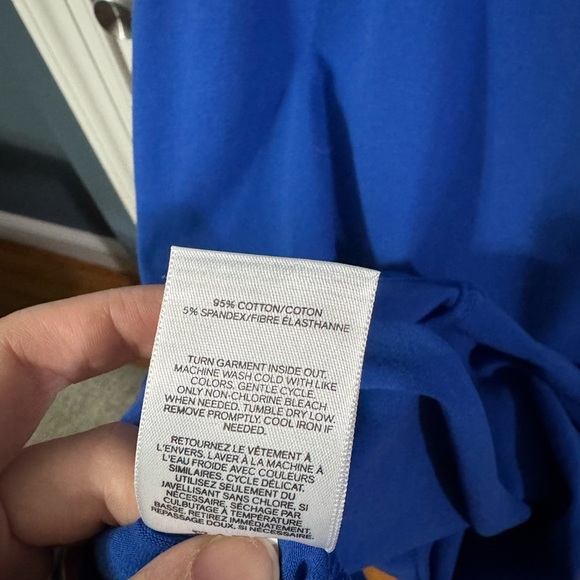 95% COTTON/COTON
5% SPANDEX/FIBRE ÉLASTHANNE
TURN GARMENT INSIDE OUT.
MACHINE WASH COLD WITH LIKE
COLORS. GENTLE CYCLE.
ONLY NON-CHLORINE BLEACH
WHEN NEEDED. TUMBLE DRY LOW.
REMOVE PROMPTLY. COOL IRON IF
NEEDED.
RETOURNEZ LE VÊTEMENT À
L'ENVERS. LAVER À LA MACHINE À
L'EAU FROIDE AVEC COULEURS
SIMILAIRES, CYCLE DÉLICAT.
UTILISEZ SEULEMENT DU
JAVELLISANT SANS CHLORE, SI
NÉCESSAIRE, SÉCHAGE PAR
CULBUTAGE À TEMPÉRATURE
BASSE, RETIREZ IMMÉDIATEMENT.
REPASSAGE DOUX, SI NÉCESSAIRE.